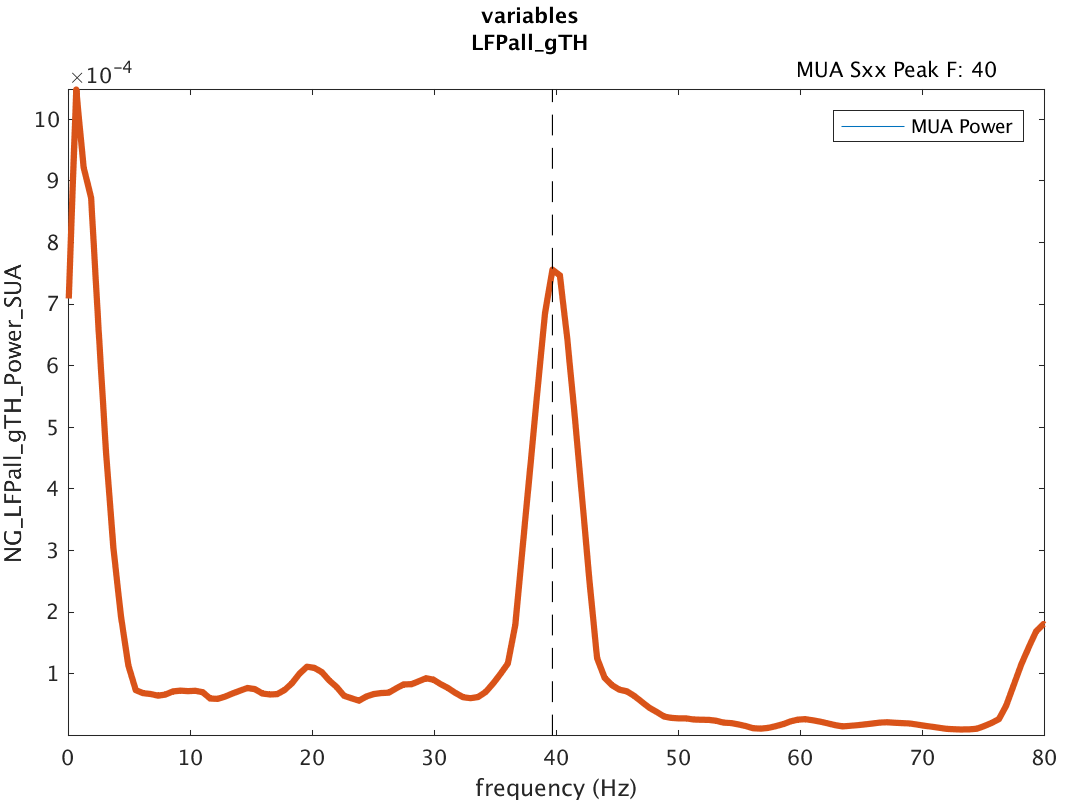 variables
LFPall_gTH
×10⁻⁴
MUA Sxx Peak F: 40
MUA Power
10
9
8
7
6
5
4
3
2
1
NG_LFPall_gTH_Power_SUA
0 10 20 30 40 50 60 70 80
frequency (Hz)